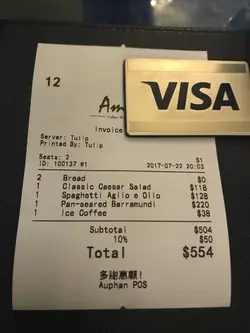 12
VISA
Invoice
Server: Tulip
Printed By: Tulip
Seats: 2 $1
ID: 100137 #1 2017-07-22 20:03
2 Bread $0
1 Classic Caesar Salad $118
1 Spaghetti Aglio e Olio $128
1 Pan-seared Barramundi $220
1 Ice Coffee $38
Subtotal $504
10% $50
Total $554
多謝惠顧!
Auphan POS